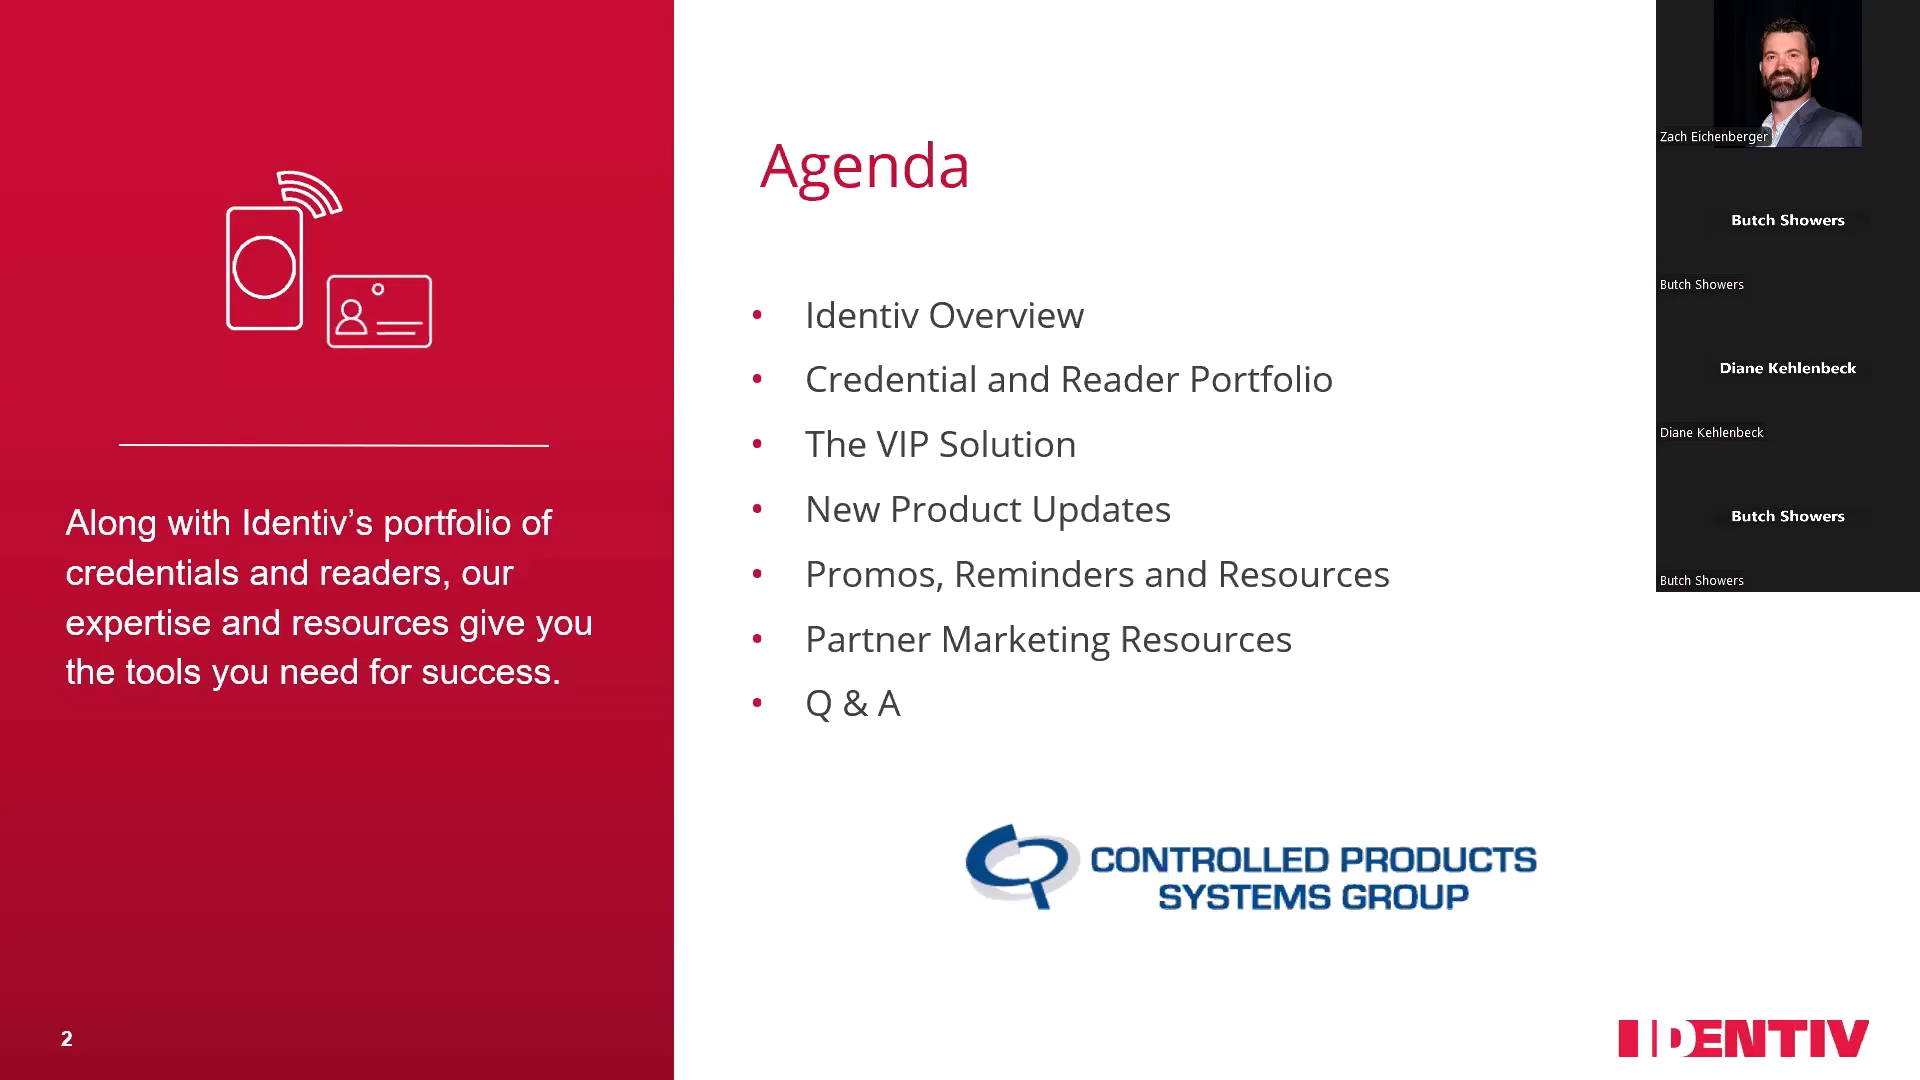 Along with Identiv’s portfolio of
credentials and readers, our
expertise and resources give you
the tools you need for success.
2
Agenda
• Identiv Overview
• Credential and Reader Portfolio
• The VIP Solution
• New Product Updates
• Promos, Reminders and Resources
• Partner Marketing Resources
• Q & A
CONTROLLED PRODUCTS
SYSTEMS GROUP
IDENTIV
Zach Eichenberger
Butch Showers
Butch Showers
Diane Kehlenbeck
Diane Kehlenbeck
Butch Showers
Butch Showers